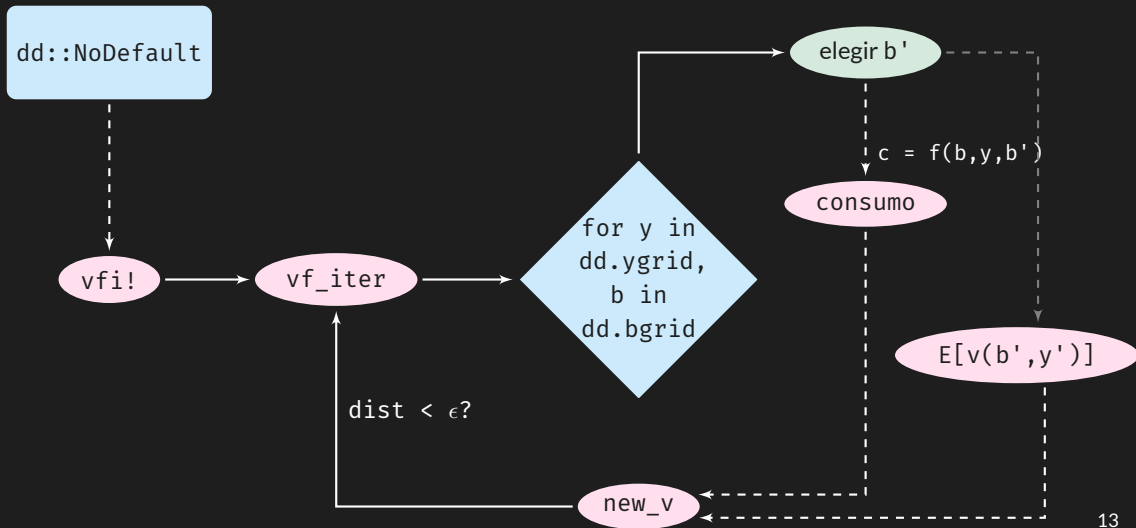 dd::NoDefault
elegir b'
c = f(b,y,b')
consumo
for y in
dd.ygrid,
b in
dd.bgrid
vfi!
vf_iter
E[v(b',y')]
dist < ϵ?
new_v
13